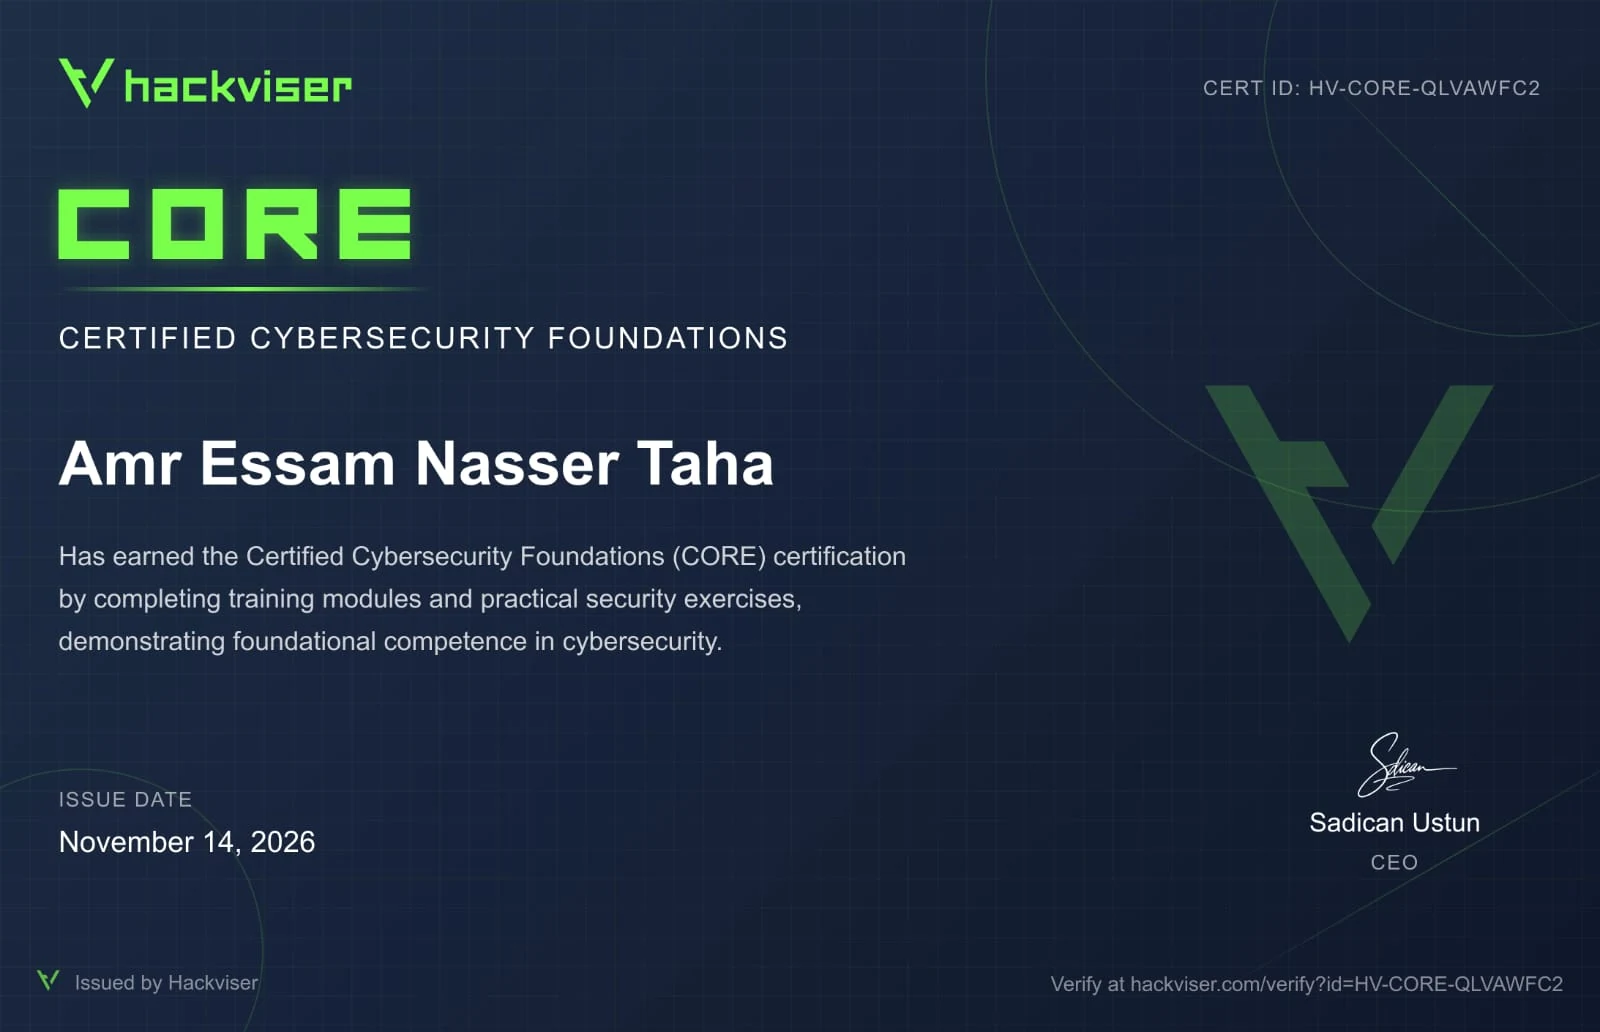 hackviser
CERT ID: HV-CORE-QLVAWFC2
CORE
CERTIFIED CYBERSECURITY FOUNDATIONS
Amr Essam Nasser Taha
Has earned the Certified Cybersecurity Foundations (CORE) certification
by completing training modules and practical security exercises,
demonstrating foundational competence in cybersecurity.
ISSUE DATE
November 14, 2026
Sdican
Sadican Ustun
CEO
Issued by Hackviser
Verify at hackviser.com/verify?id=HV-CORE-QLVAWFC2